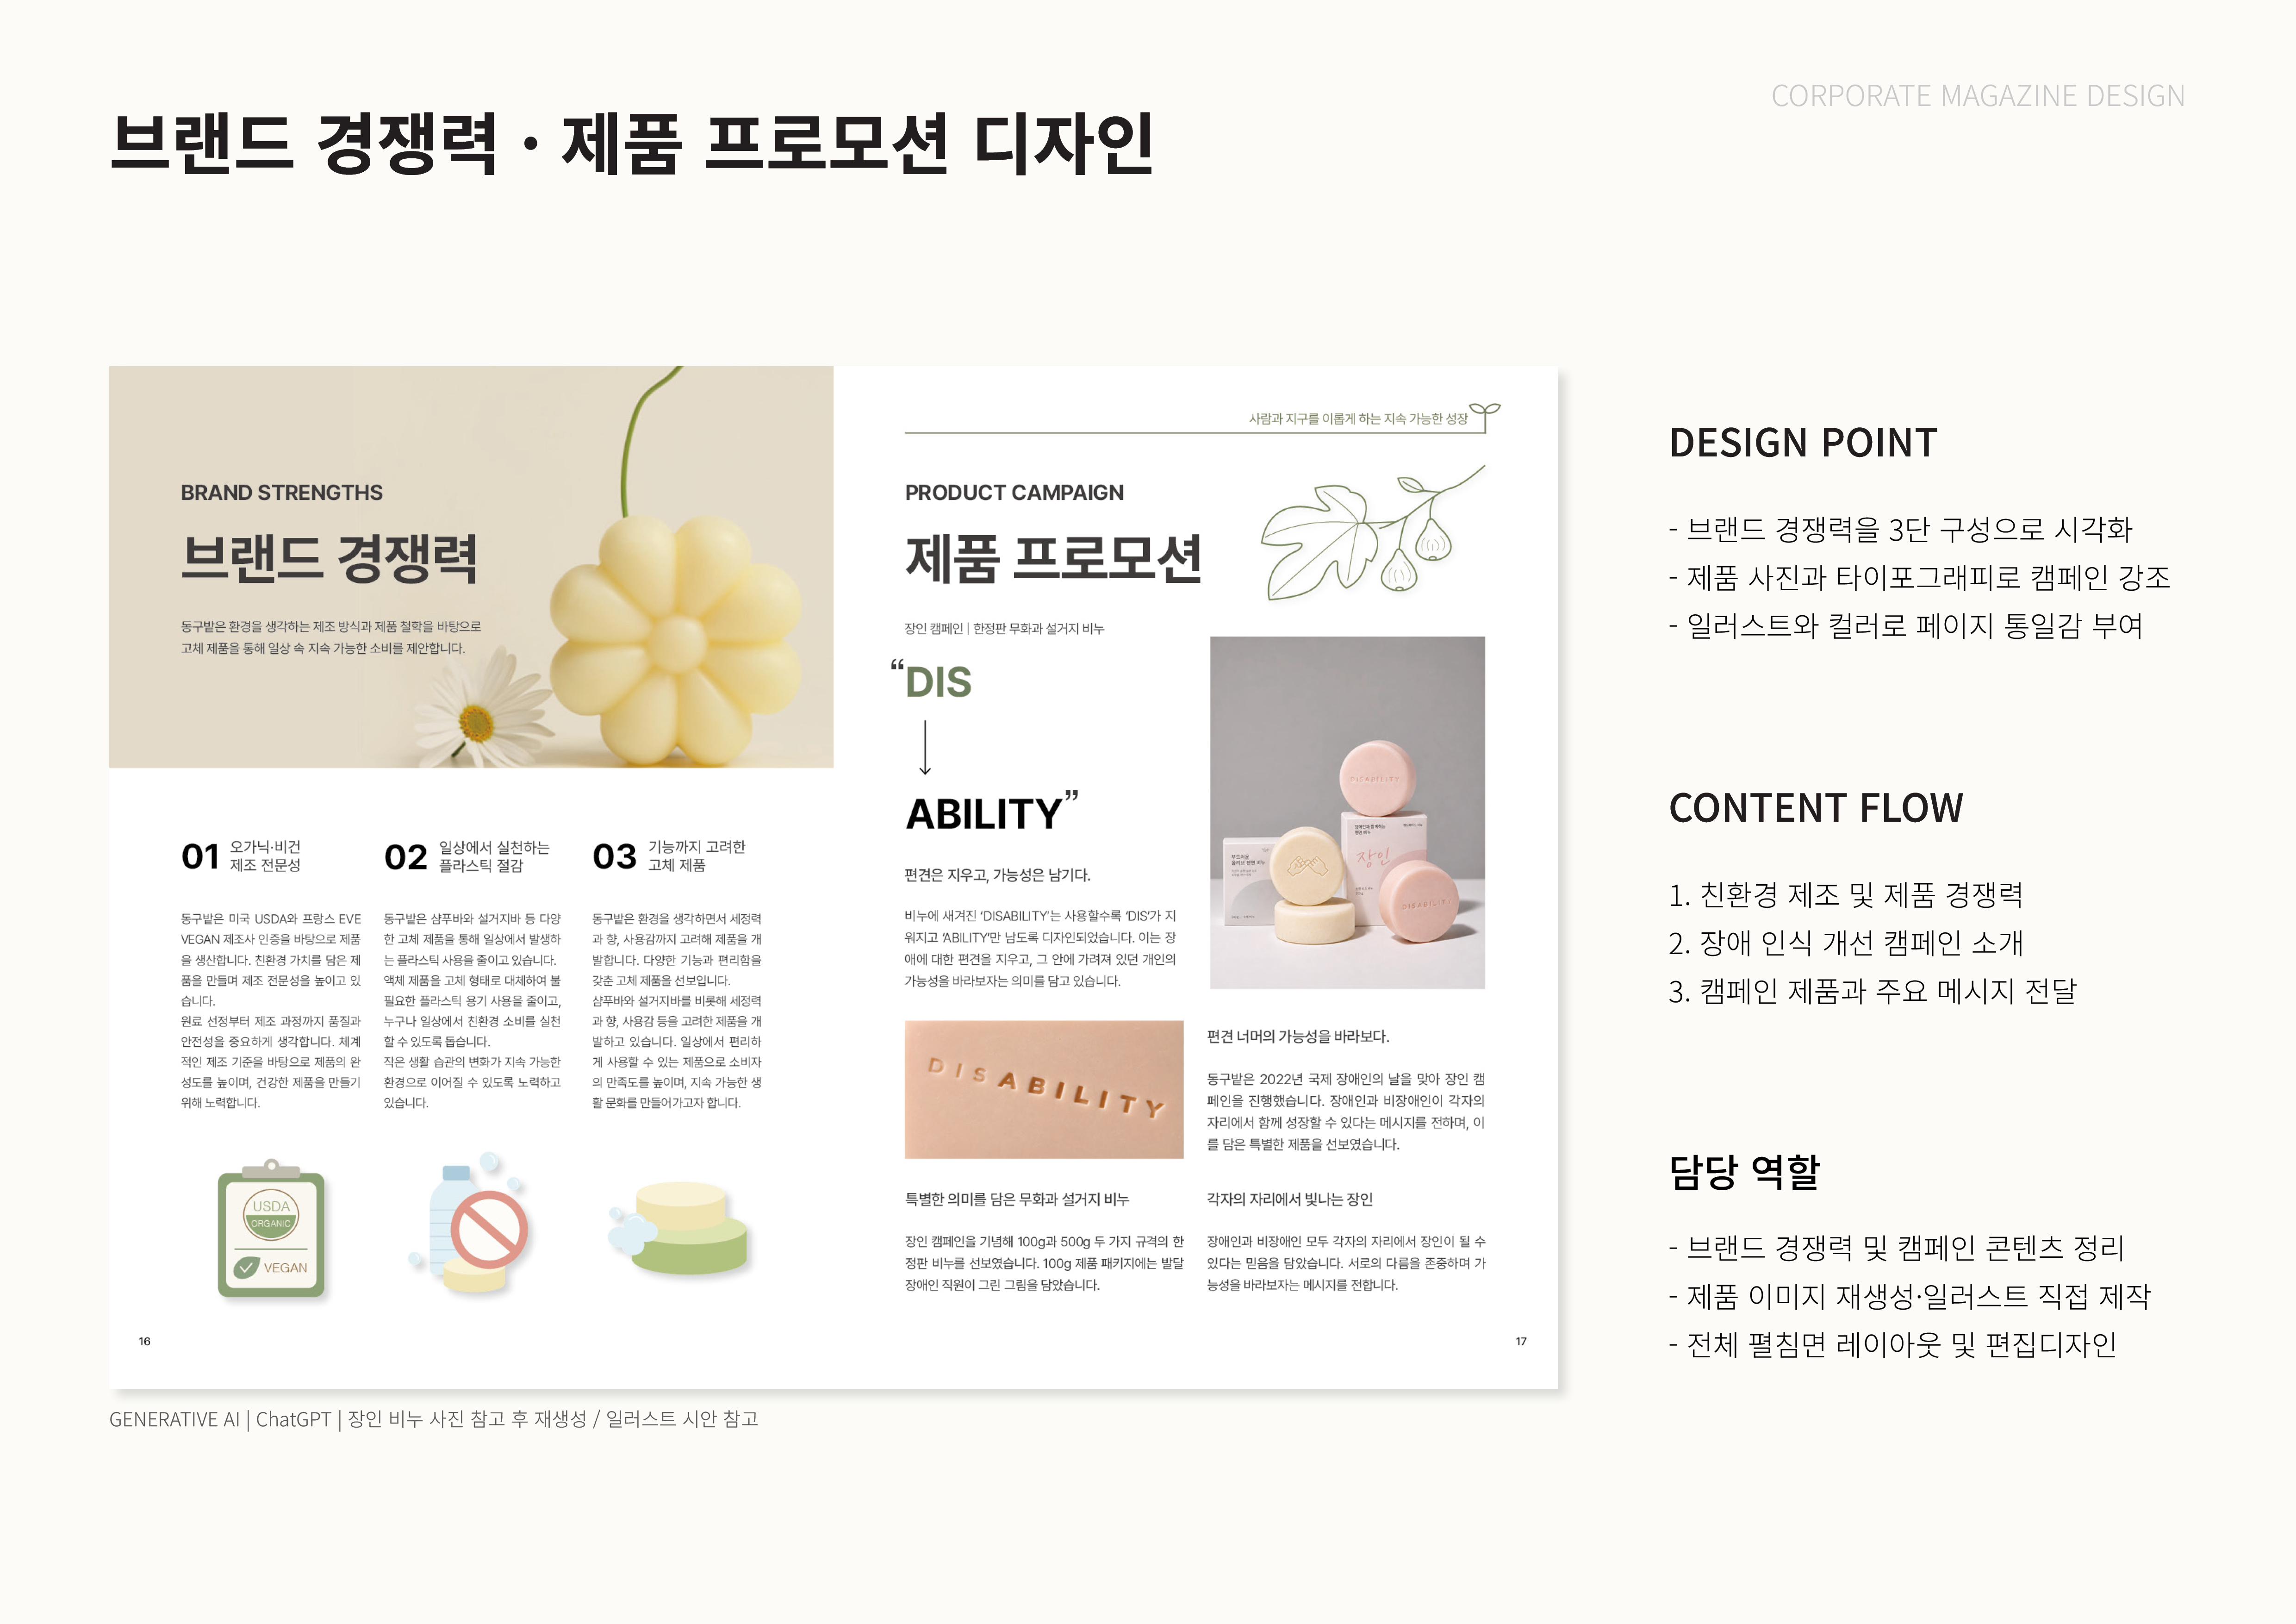 브랜드 경쟁력 · 제품 프로모션 디자인
CORPORATE MAGAZINE DESIGN
BRAND STRENGTHS
브랜드 경쟁력
동구밭은 환경을 생각하는 제조 방식과 제품 철학을 바탕으로
고체 제품을 통해 일상 속 지속 가능한 소비를 제안합니다.
01 오가닉·비건
제조 전문성
동구밭은 미국 USDA와 프랑스 EVE
VEGAN 제조사 인증을 바탕으로 제품
을 생산합니다. 친환경 가치를 담은 제
품을 만들며 제조 전문성을 높이고 있
습니다.
원료 선정부터 제조 과정까지 품질과
안전성을 중요하게 생각합니다. 체계
적인 제조 기준을 바탕으로 제품의 완
성도를 높이며, 건강한 제품을 만들기
위해 노력합니다.
USDA
ORGANIC
VEGAN
02 일상에서 실천하는
플라스틱 절감
동구밭은 샴푸바와 설거지바 등 다양
한 고체 제품을 통해 일상에서 발생하
는 플라스틱 사용을 줄이고 있습니다.
액체 제품을 고체 형태로 대체하여 불
필요한 플라스틱 용기 사용을 줄이고,
누구나 일상에서 친환경 소비를 실천
할 수 있도록 돕습니다.
작은 생활 습관의 변화가 지속 가능한
환경으로 이어질 수 있도록 노력하고
있습니다.
03 기능까지 고려한
고체 제품
동구밭은 환경을 생각하면서 세정력
과 향, 사용감까지 고려해 제품을 개
발합니다. 다양한 기능과 편리함을
갖춘 고체 제품을 선보입니다.
샴푸바와 설거지바를 비롯해 세정력
과 향, 사용감 등을 고려한 제품을 개
발하고 있습니다. 일상에서 편리하
게 사용할 수 있는 제품으로 소비자
의 만족도를 높이며, 지속 가능한 생
활 문화를 만들어가고자 합니다.
16
사람과 지구를 이롭게 하는 지속 가능한 성장
PRODUCT CAMPAIGN
제품 프로모션
장인 캠페인 | 한정판 무화과 설거지 비누
“DIS
ABILITY”
편견은 지우고, 가능성은 남기다.
비누에 새겨진 ‘DISABILITY’는 사용할수록 ‘DIS’가 지
워지고 ‘ABILITY’만 남도록 디자인되었습니다. 이는 장
애에 대한 편견을 지우고, 그 안에 가려져 있던 개인의
가능성을 바라보자는 의미를 담고 있습니다.
DISABILITY
장인
DISABILITY
DISABILITY
편견 너머의 가능성을 바라보다.
동구밭은 2022년 국제 장애인의 날을 맞아 장인 캠
페인을 진행했습니다. 장애인과 비장애인이 각자의
자리에서 함께 성장할 수 있다는 메시지를 전하며, 이
를 담은 특별한 제품을 선보였습니다.
특별한 의미를 담은 무화과 설거지 비누
장인 캠페인을 기념해 100g과 500g 두 가지 규격의 한
정판 비누를 선보였습니다. 100g 제품 패키지에는 발달
장애인 직원이 그린 그림을 담았습니다.
각자의 자리에서 빛나는 장인
장애인과 비장애인 모두 각자의 자리에서 장인이 될 수
있다는 믿음을 담았습니다. 서로의 다름을 존중하며 가
능성을 바라보자는 메시지를 전합니다.
17
GENERATIVE AI | ChatGPT | 장인 비누 사진 참고 후 재생성 / 일러스트 시안 참고
DESIGN POINT
- 브랜드 경쟁력을 3단 구성으로 시각화
- 제품 사진과 타이포그래피로 캠페인 강조
- 일러스트와 컬러로 페이지 통일감 부여
CONTENT FLOW
1. 친환경 제조 및 제품 경쟁력
2. 장애 인식 개선 캠페인 소개
3. 캠페인 제품과 주요 메시지 전달
담당 역할
- 브랜드 경쟁력 및 캠페인 콘텐츠 정리
- 제품 이미지 재생성·일러스트 직접 제작
- 전체 펼침면 레이아웃 및 편집디자인